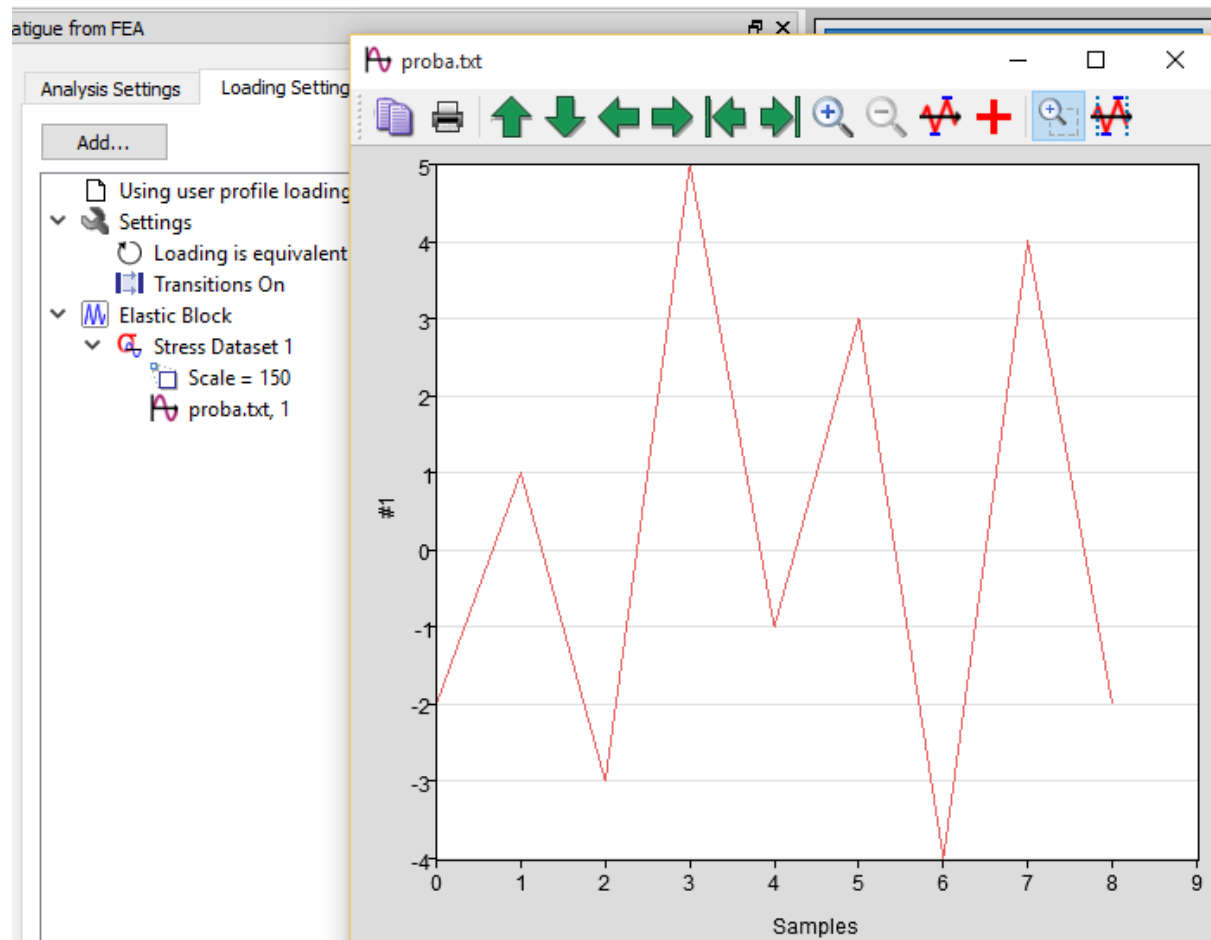 atigue from FEA
Analysis Settings
Loading Setting
Add...
Using user profile loading
Settings
Loading is equivalent
Transitions On
Elastic Block
Stress Dataset 1
Scale = 150
proba.txt, 1
proba.txt
5
4
3
2
1
0
-1
-2
-3
-4
#1
0 1 2 3 4 5 6 7 8 9
Samples